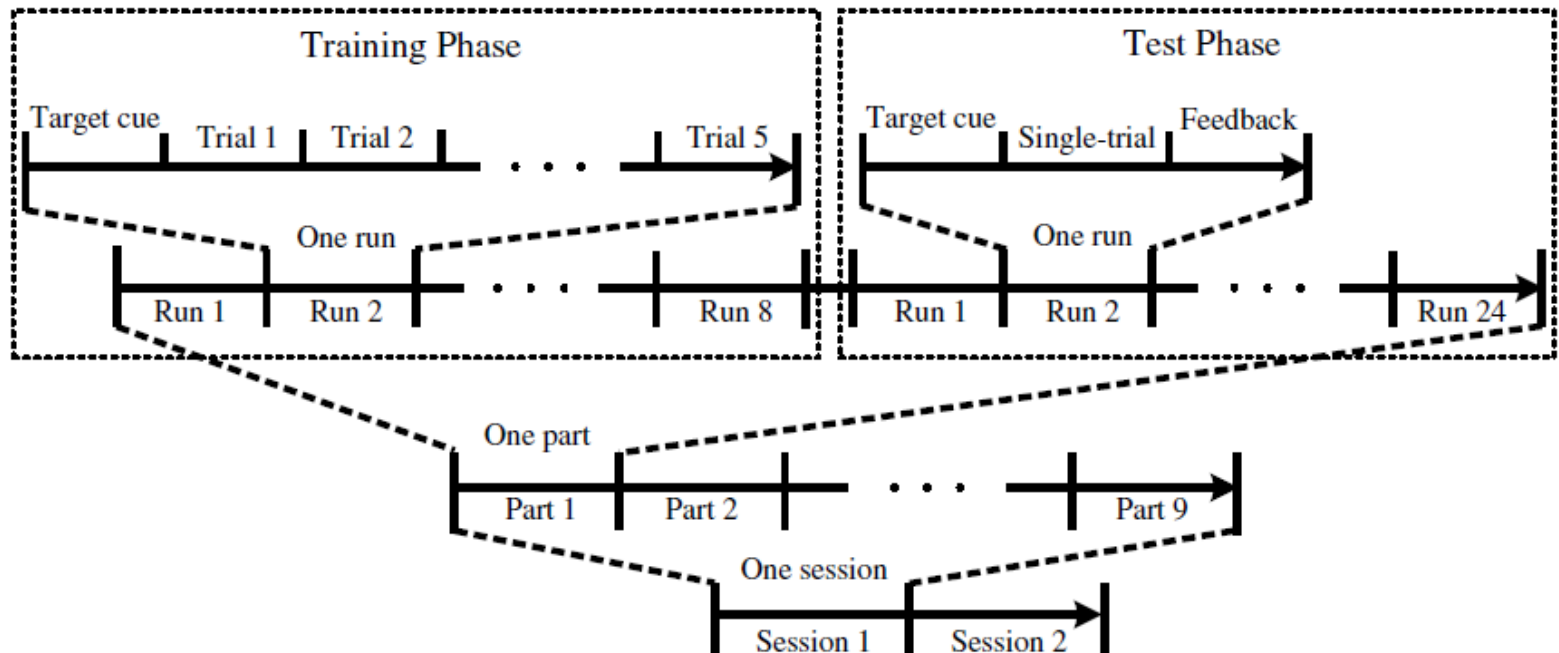 Training Phase
Test Phase
Target cue
Trial 1
Trial 2
Trial 5
Target cue
Single-trial
Feedback
One run
One run
Run 1
Run 2
Run 8
Run 1
Run 2
Run 24
One part
Part 1
Part 2
Part 9
One session
Session 1
Session 2